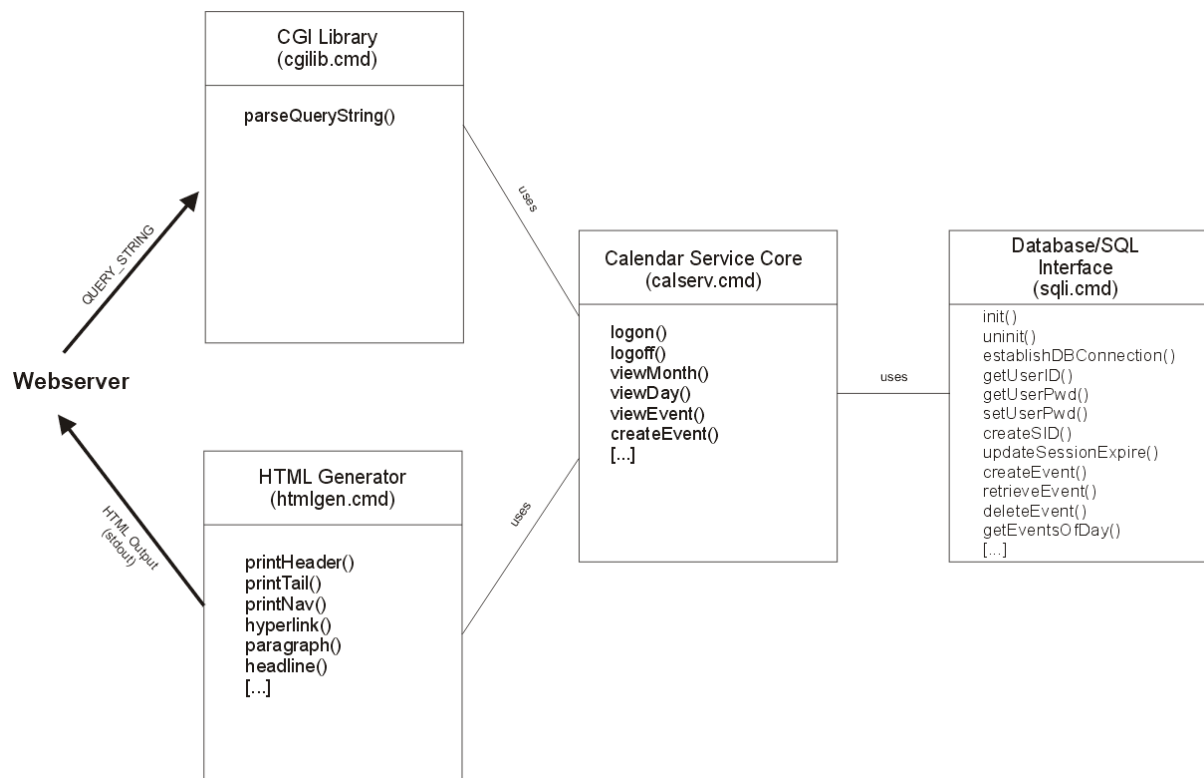 CGI Library
(cgilib.cmd)
parseQueryString()
QUERY_STRING
uses
Webserver
HTML Output
(stdout)
HTML Generator
(htmlgen.cmd)
printHeader()
printTail()
printNav()
hyperlink()
paragraph()
headline()
[...]
uses
Calendar Service Core
(calserv.cmd)
logon()
logoff()
viewMonth()
viewDay()
viewEvent()
createEvent()
[...]
uses
Database/SQL
Interface
(sqli.cmd)
init()
uninit()
establishDBConnection()
getUserID()
getUserPwd()
setUserPwd()
createSID()
updateSessionExpire()
createEvent()
retrieveEvent()
deleteEvent()
getEventsOfDay()
[...]